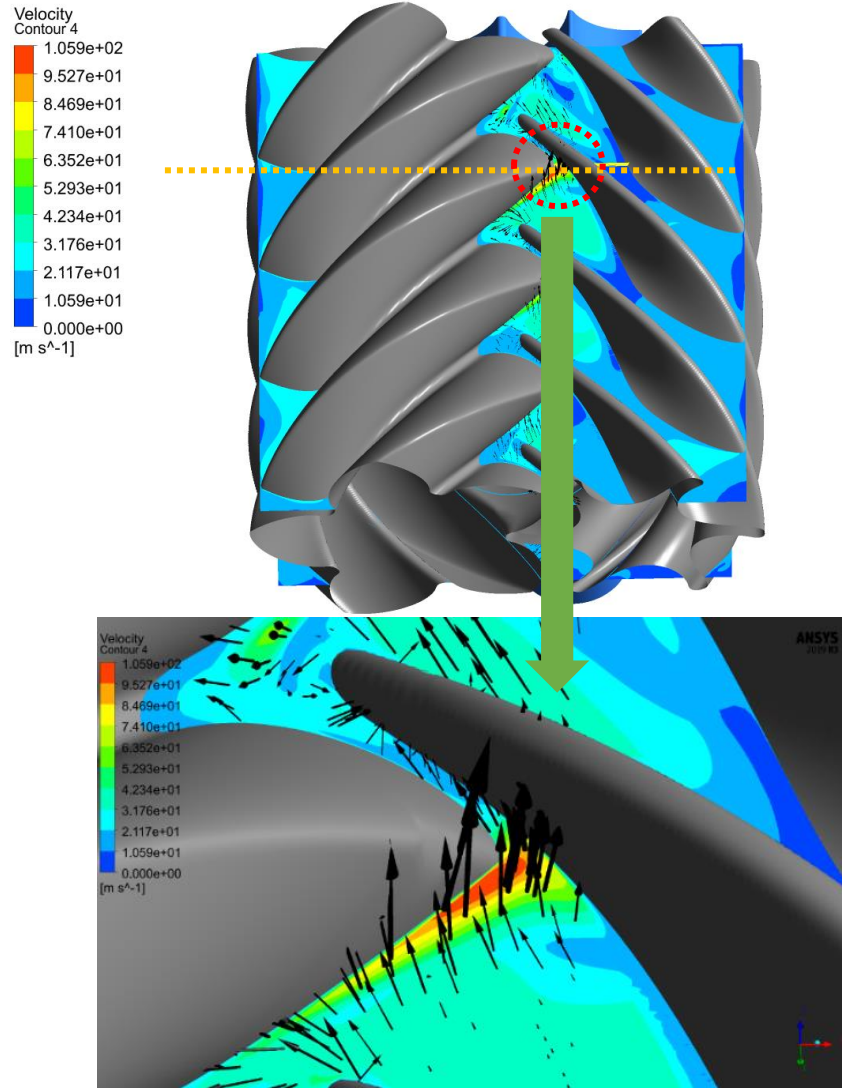 Velocity
Contour 4
1.059e+02
9.527e+01
8.469e+01
7.410e+01
6.352e+01
5.293e+01
4.234e+01
3.176e+01
2.117e+01
1.059e+01
0.000e+00
[m s^-1]
Velocity
Contour 4
1.059e+02
9.527e+01
8.469e+01
7.410e+01
6.352e+01
5.293e+01
4.234e+01
3.176e+01
2.117e+01
1.059e+01
0.000e+00
[m s^-1]
ANSYS
2019 R3